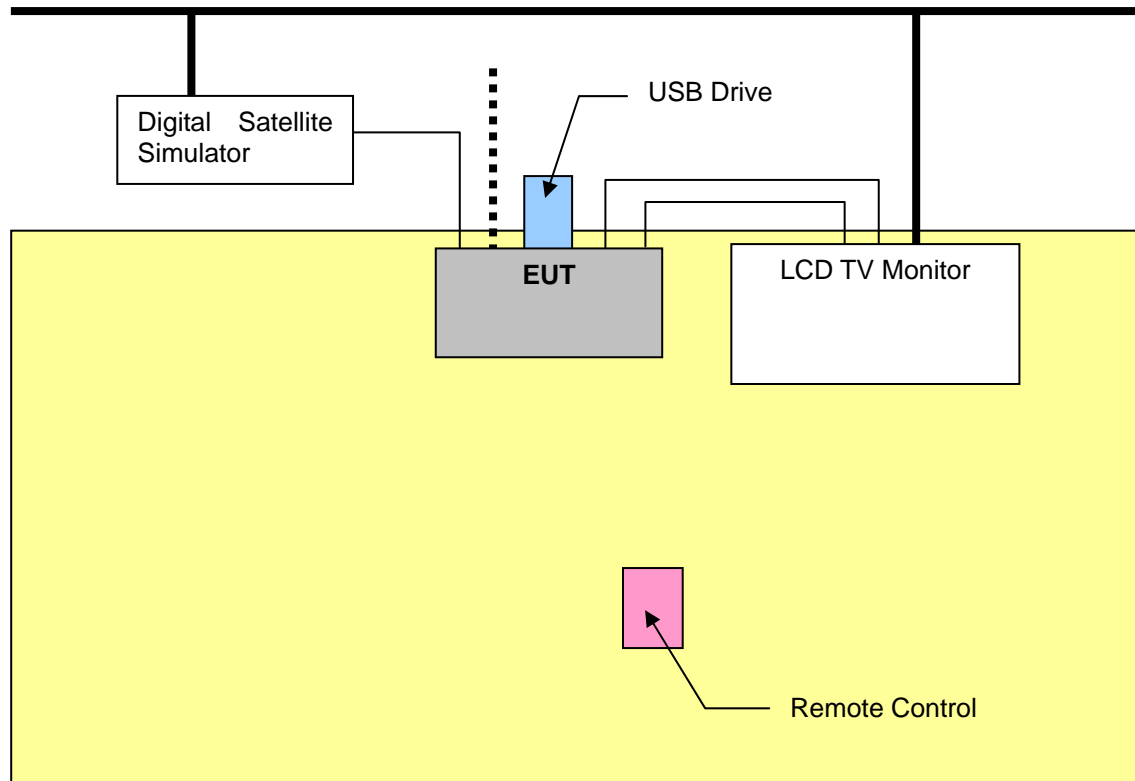 USB Drive
Digital Satellite
Simulator
EUT
LCD TV Monitor
Remote Control